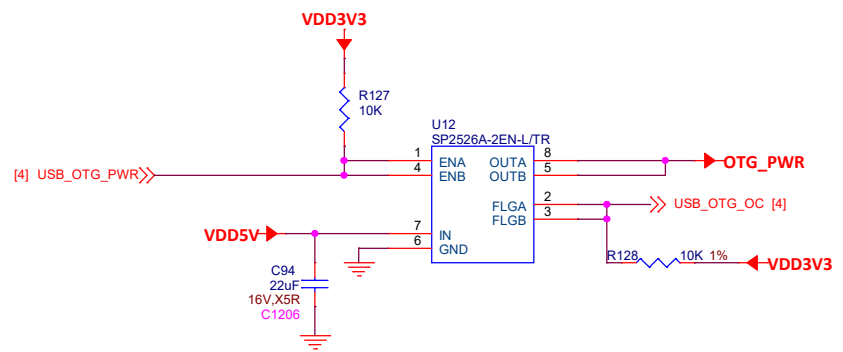 VDD3V3
R127
10K
U12
SP2526A-2EN-L/TR
[4] USB_OTG_PWR
1 ENA OUTA 8
4 ENB OUTB 5
OTG_PWR
FLGA 2
FLGB 3
USB_OTG_OC [4]
VDD5V
7 IN
6 GND
R128 10K 1%
VDD3V3
C94
22uF
16V,X5R
C1206